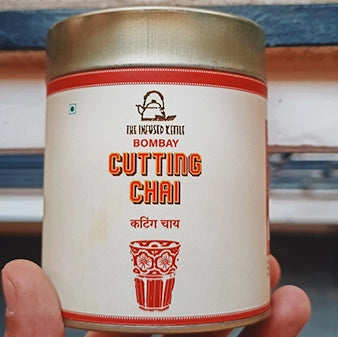 THE INFUSED KETTLE
BOMBAY
CUTTING
CHAI
कटिंग चाय